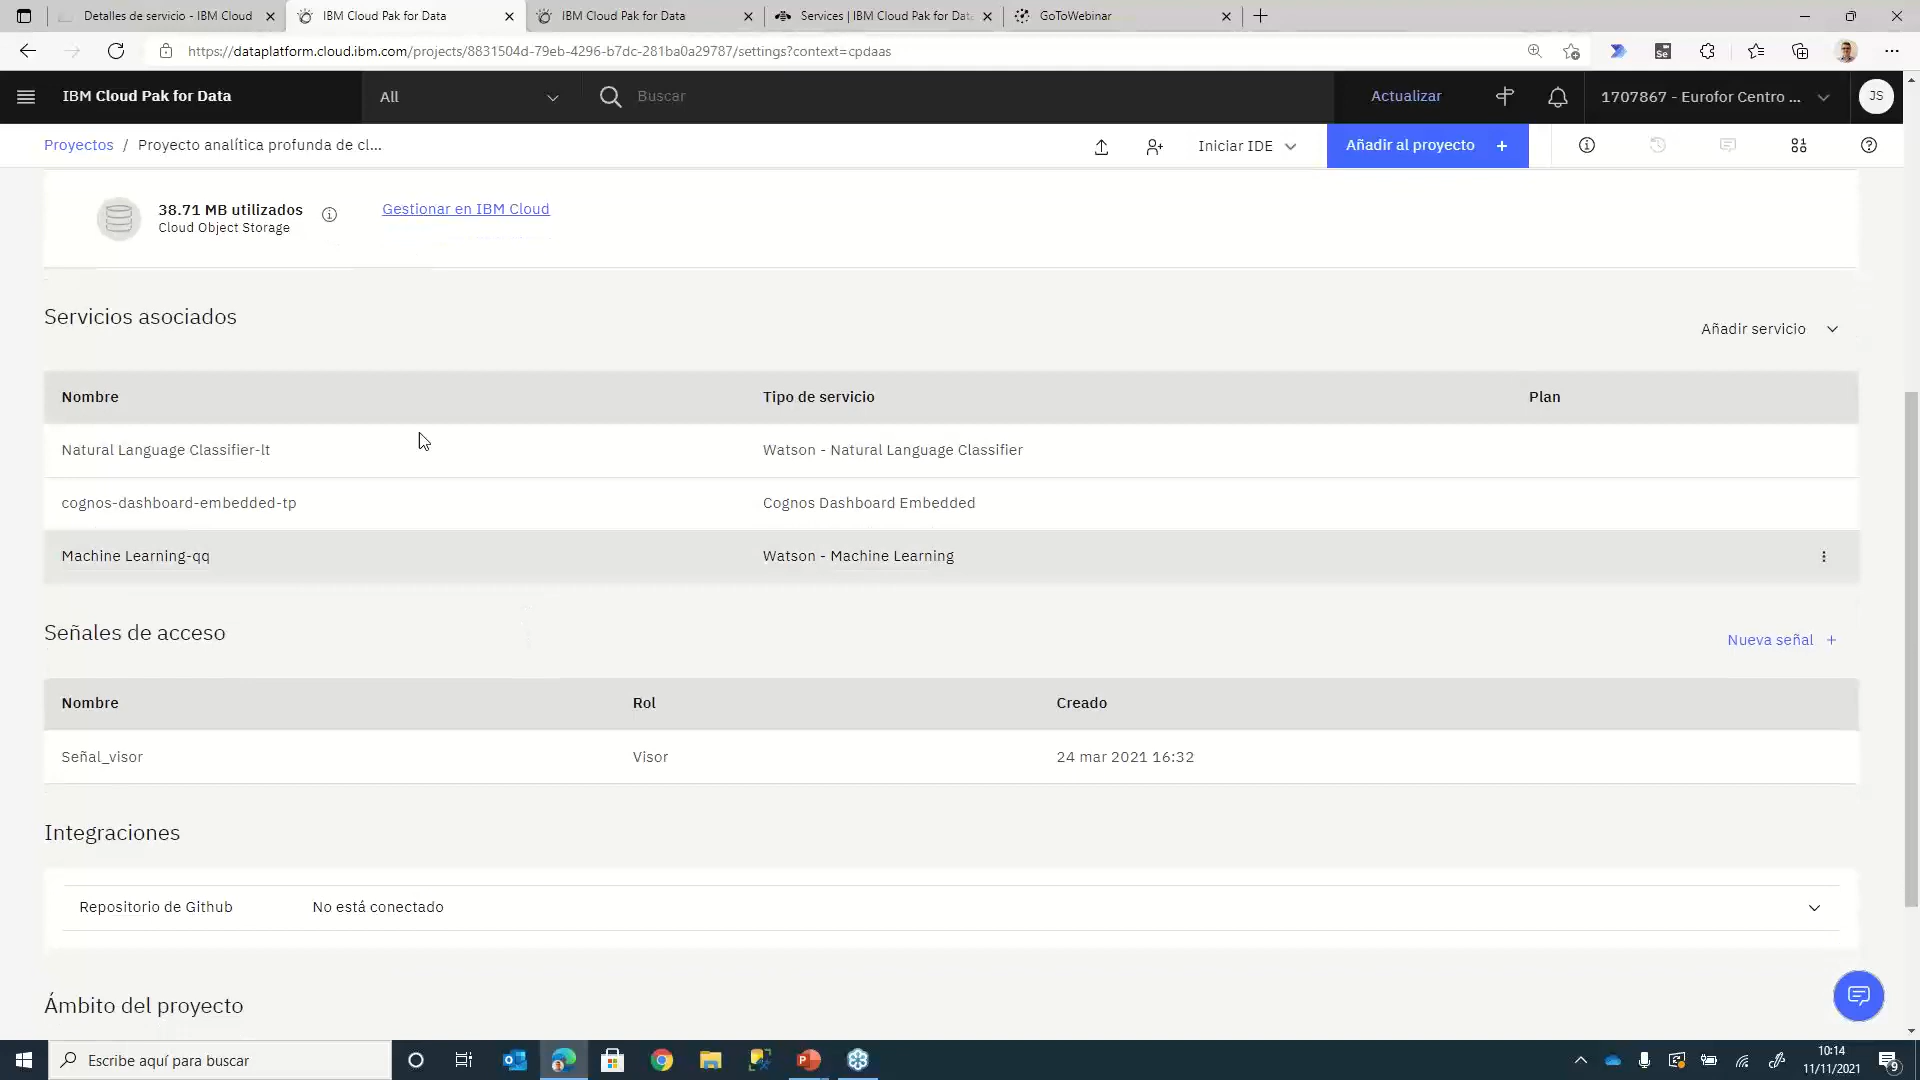 Detalles de servicio - IBM Cloud
IBM Cloud Pak for Data
IBM Cloud Pak for Data
Services | IBM Cloud Pak for Dat
GoToWebinar
https://dataplatform.cloud.ibm.com/projects/8831504d-79eb-4296-b7dc-281ba0a29787/settings?context=cpdaas
IBM Cloud Pak for Data
All
Buscar
Actualizar
1707867 - Eurofor Centro ...
JS
Proyectos / Proyecto analítica profunda de cl...
Iniciar IDE
Añadir al proyecto +
38.71 MB utilizados
Cloud Object Storage
Gestionar en IBM Cloud
Servicios asociados
Añadir servicio
Nombre Tipo de servicio Plan
Natural Language Classifier-lt Watson - Natural Language Classifier
cognos-dashboard-embedded-tp Cognos Dashboard Embedded
Machine Learning-qq Watson - Machine Learning
Señales de acceso
Nueva señal +
Nombre Rol Creado
Señal_visor Visor 24 mar 2021 16:32
Integraciones
Repositorio de Github No está conectado
Ámbito del proyecto
Escribe aquí para buscar
10:14
11/11/2021
9